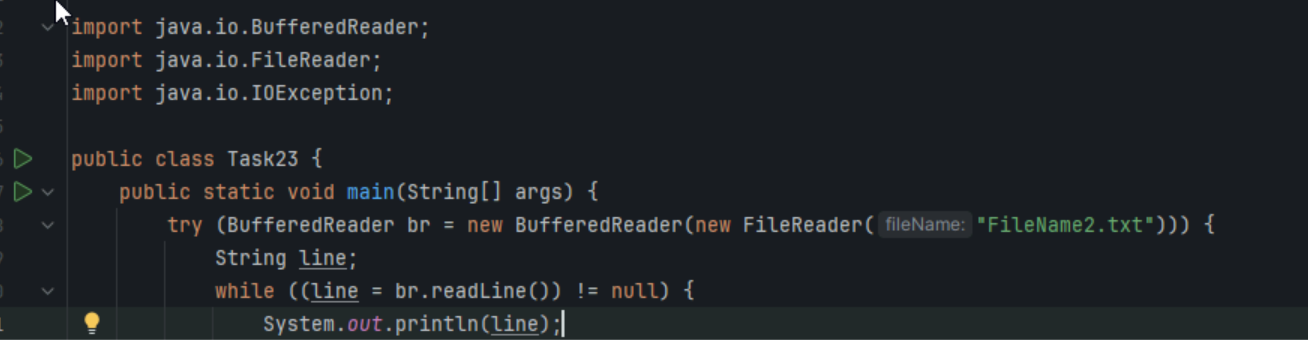 import java.io.BufferedReader;
import java.io.FileReader;
import java.io.IOException;
public class Task23 {
public static void main(String[] args) {
try (BufferedReader br = new BufferedReader(new FileReader( fileName: "FileName2.txt"))) {
String line;
while ((line = br.readLine()) != null) {
System.out.println(line);